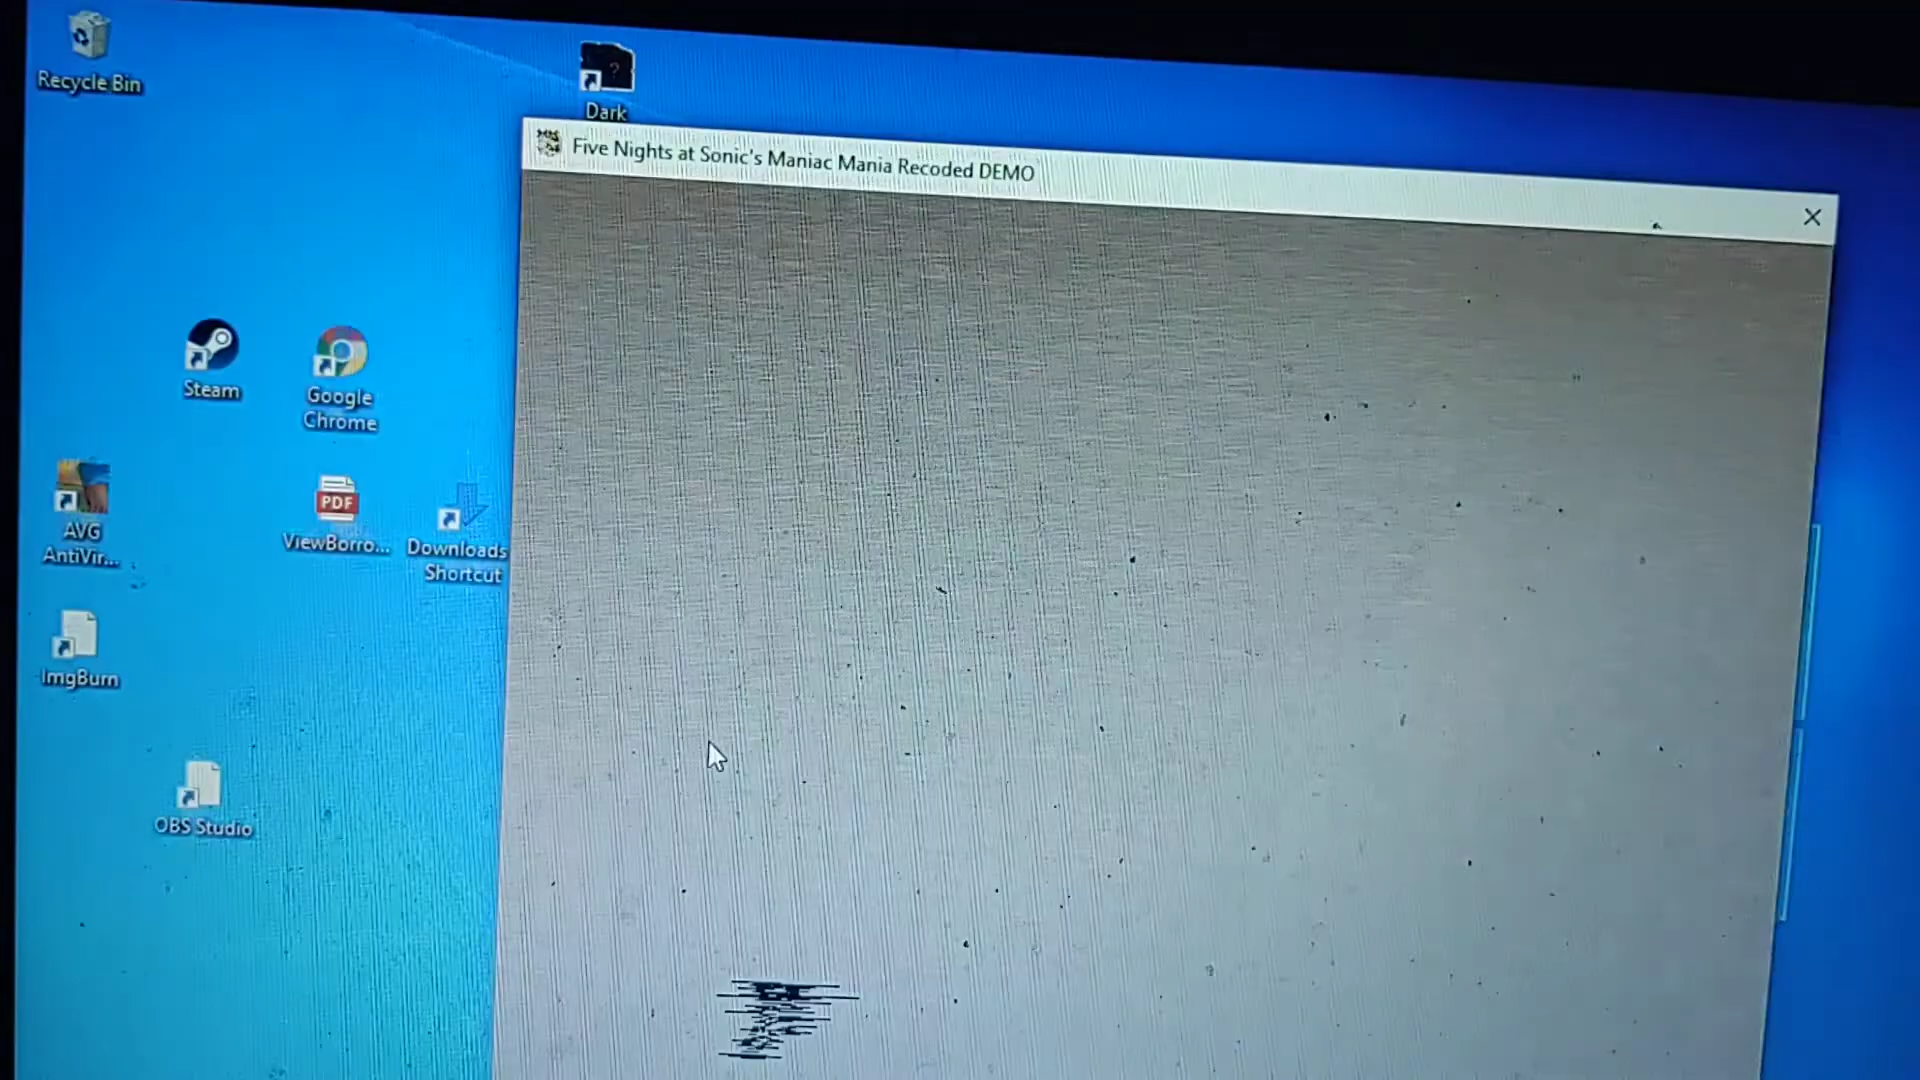 Recycle Bin
Dark
Five Nights at Sonic's Maniac Mania Recoded DEMO
Steam
Google
Chrome
PDF
ViewBorro...
Downloads
Shortcut
AVG
AntiVir...
ImgBurn
OBS Studio